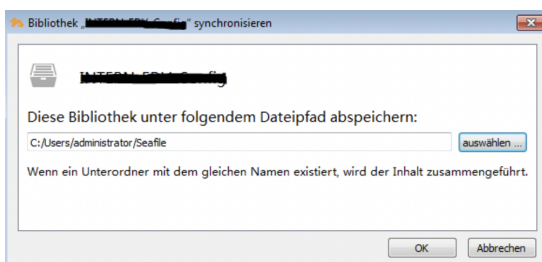 Bibliothek „ “ synchronisieren
Diese Bibliothek unter folgendem Dateipfad abspeichern:
C:/Users/administrator/Seafile
auswählen ...
Wenn ein Unterordner mit dem gleichen Namen existiert, wird der Inhalt zusammengeführt.
OK
Abbrechen